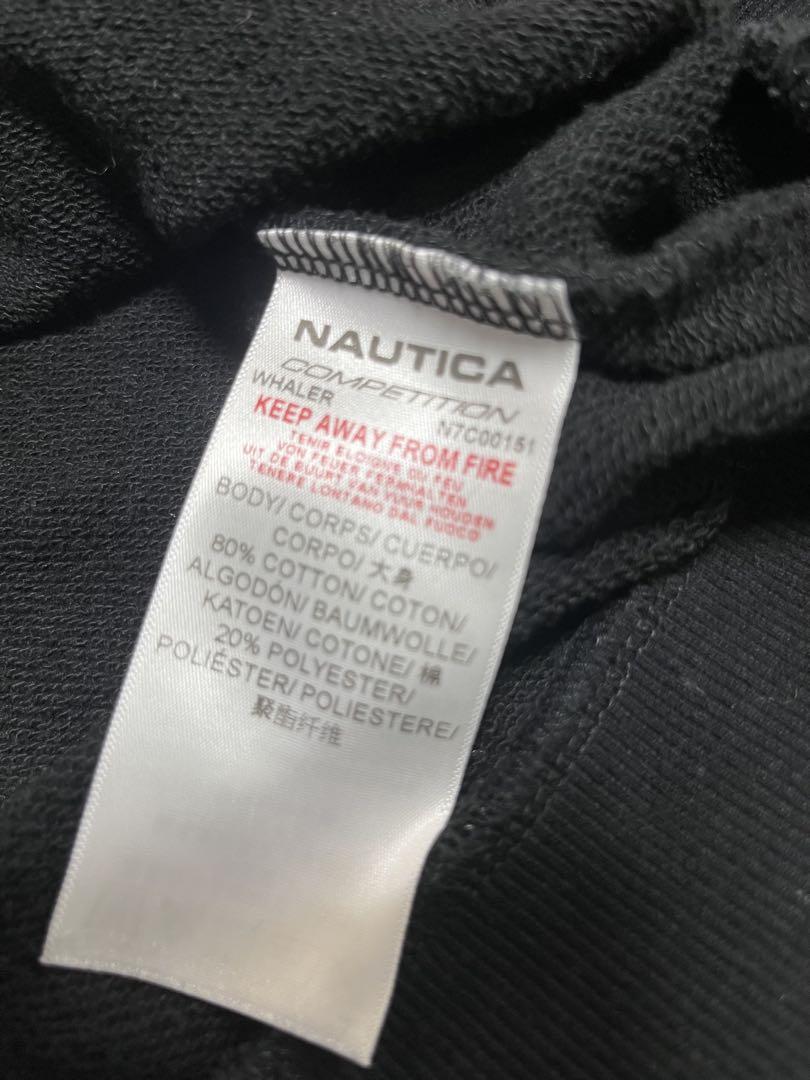 NAUTICA
COMPETITION
WHALER N7C00151
KEEP AWAY FROM FIRE
TENIR ELOIGNE DU FEU
VON FEUER FERNHALTEN
UIT DE BUURT VAN VUUR HOUDEN
TENERE LONTANO DAL FUOCO
BODY/ CORPS/ CUERPO/
CORPO/ 大身
80% COTTON/ COTON/
ALGODÓN/ BAUMWOLLE/
KATOEN/ COTONE/ 棉
20% POLYESTER/
POLIÉSTER/ POLIESTERE/
聚酯纤维